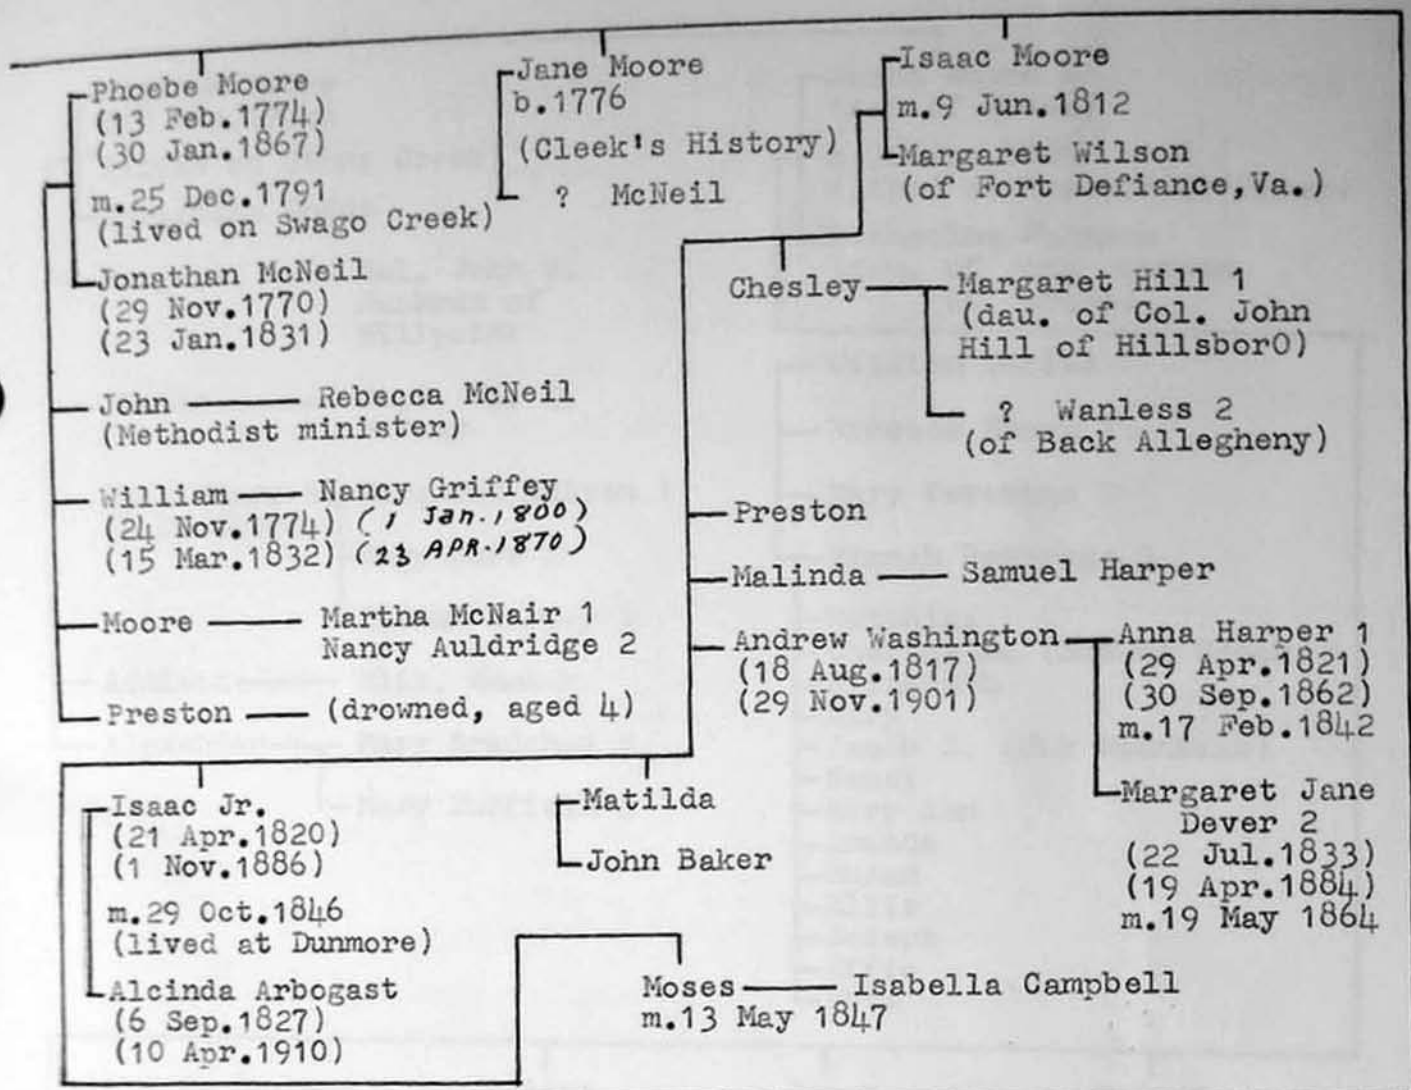 Phoebe Moore
(13 Feb.1774)
(30 Jan.1867)
m.25 Dec.1791
(lived on Swago Creek)
Jonathan McNeil
(29 Nov.1770)
(23 Jan.1831)
John Rebecca McNeil
(Methodist minister)
William Nancy Griffey
(24 Nov.1774) (1 Jan.1800)
(15 Mar.1832) (23 APR.1870)
Moore Martha McNair 1
Nancy Auldridge 2
Preston (drowned, aged 4)
Jane Moore
b.1776
(Cleek's History)
? McNeil
Isaac Moore
m.9 Jun.1812
Margaret Wilson
(of Fort Defiance,Va.)
Chesley Margaret Hill 1
(dau. of Col. John
Hill of HillsborO)
? Wanless 2
(of Back Allegheny)
Preston
Malinda Samuel Harper
Andrew Washington Anna Harper 1
(18 Aug.1817) (29 Apr.1821)
(29 Nov.1901) (30 Sep.1862)
m.17 Feb.1842
Margaret Jane
Dever 2
(22 Jul.1833)
(19 Apr.1884)
m.19 May 1864
Isaac Jr.
(21 Apr.1820)
(1 Nov.1886)
m.29 Oct.1846
(lived at Dunmore)
Alcinda Arbogast
(6 Sep.1827)
(10 Apr.1910)
Matilda
John Baker
Moses Isabella Campbell
m.13 May 1847